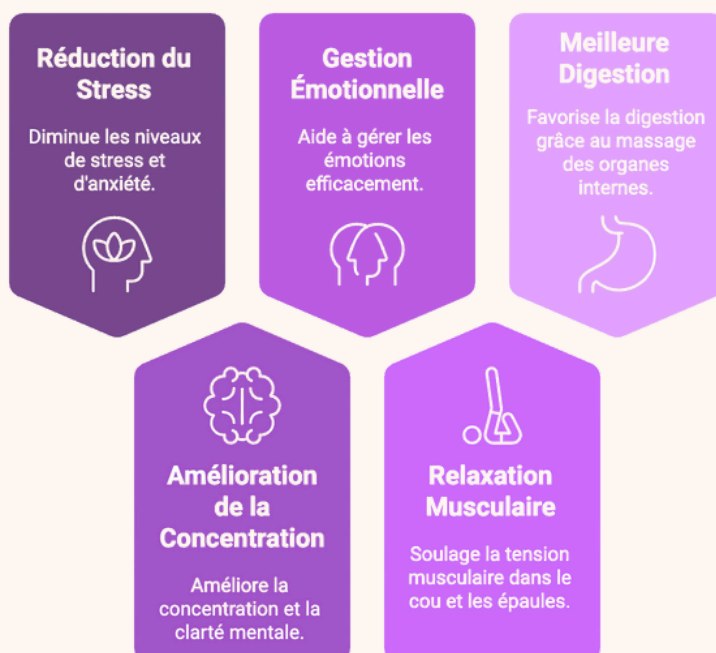 Réduction du
Stress
Diminue les niveaux
de stress et
d'anxiété.
Gestion
Émotionnelle
Aide à gérer les
émotions
efficacement.
Meilleure
Digestion
Favorise la digestion
grâce au massage
des organes
internes.
Amélioration
de la
Concentration
Améliore la
concentration et la
clarté mentale.
Relaxation
Musculaire
Soulage la tension
musculaire dans le
cou et les épaules.